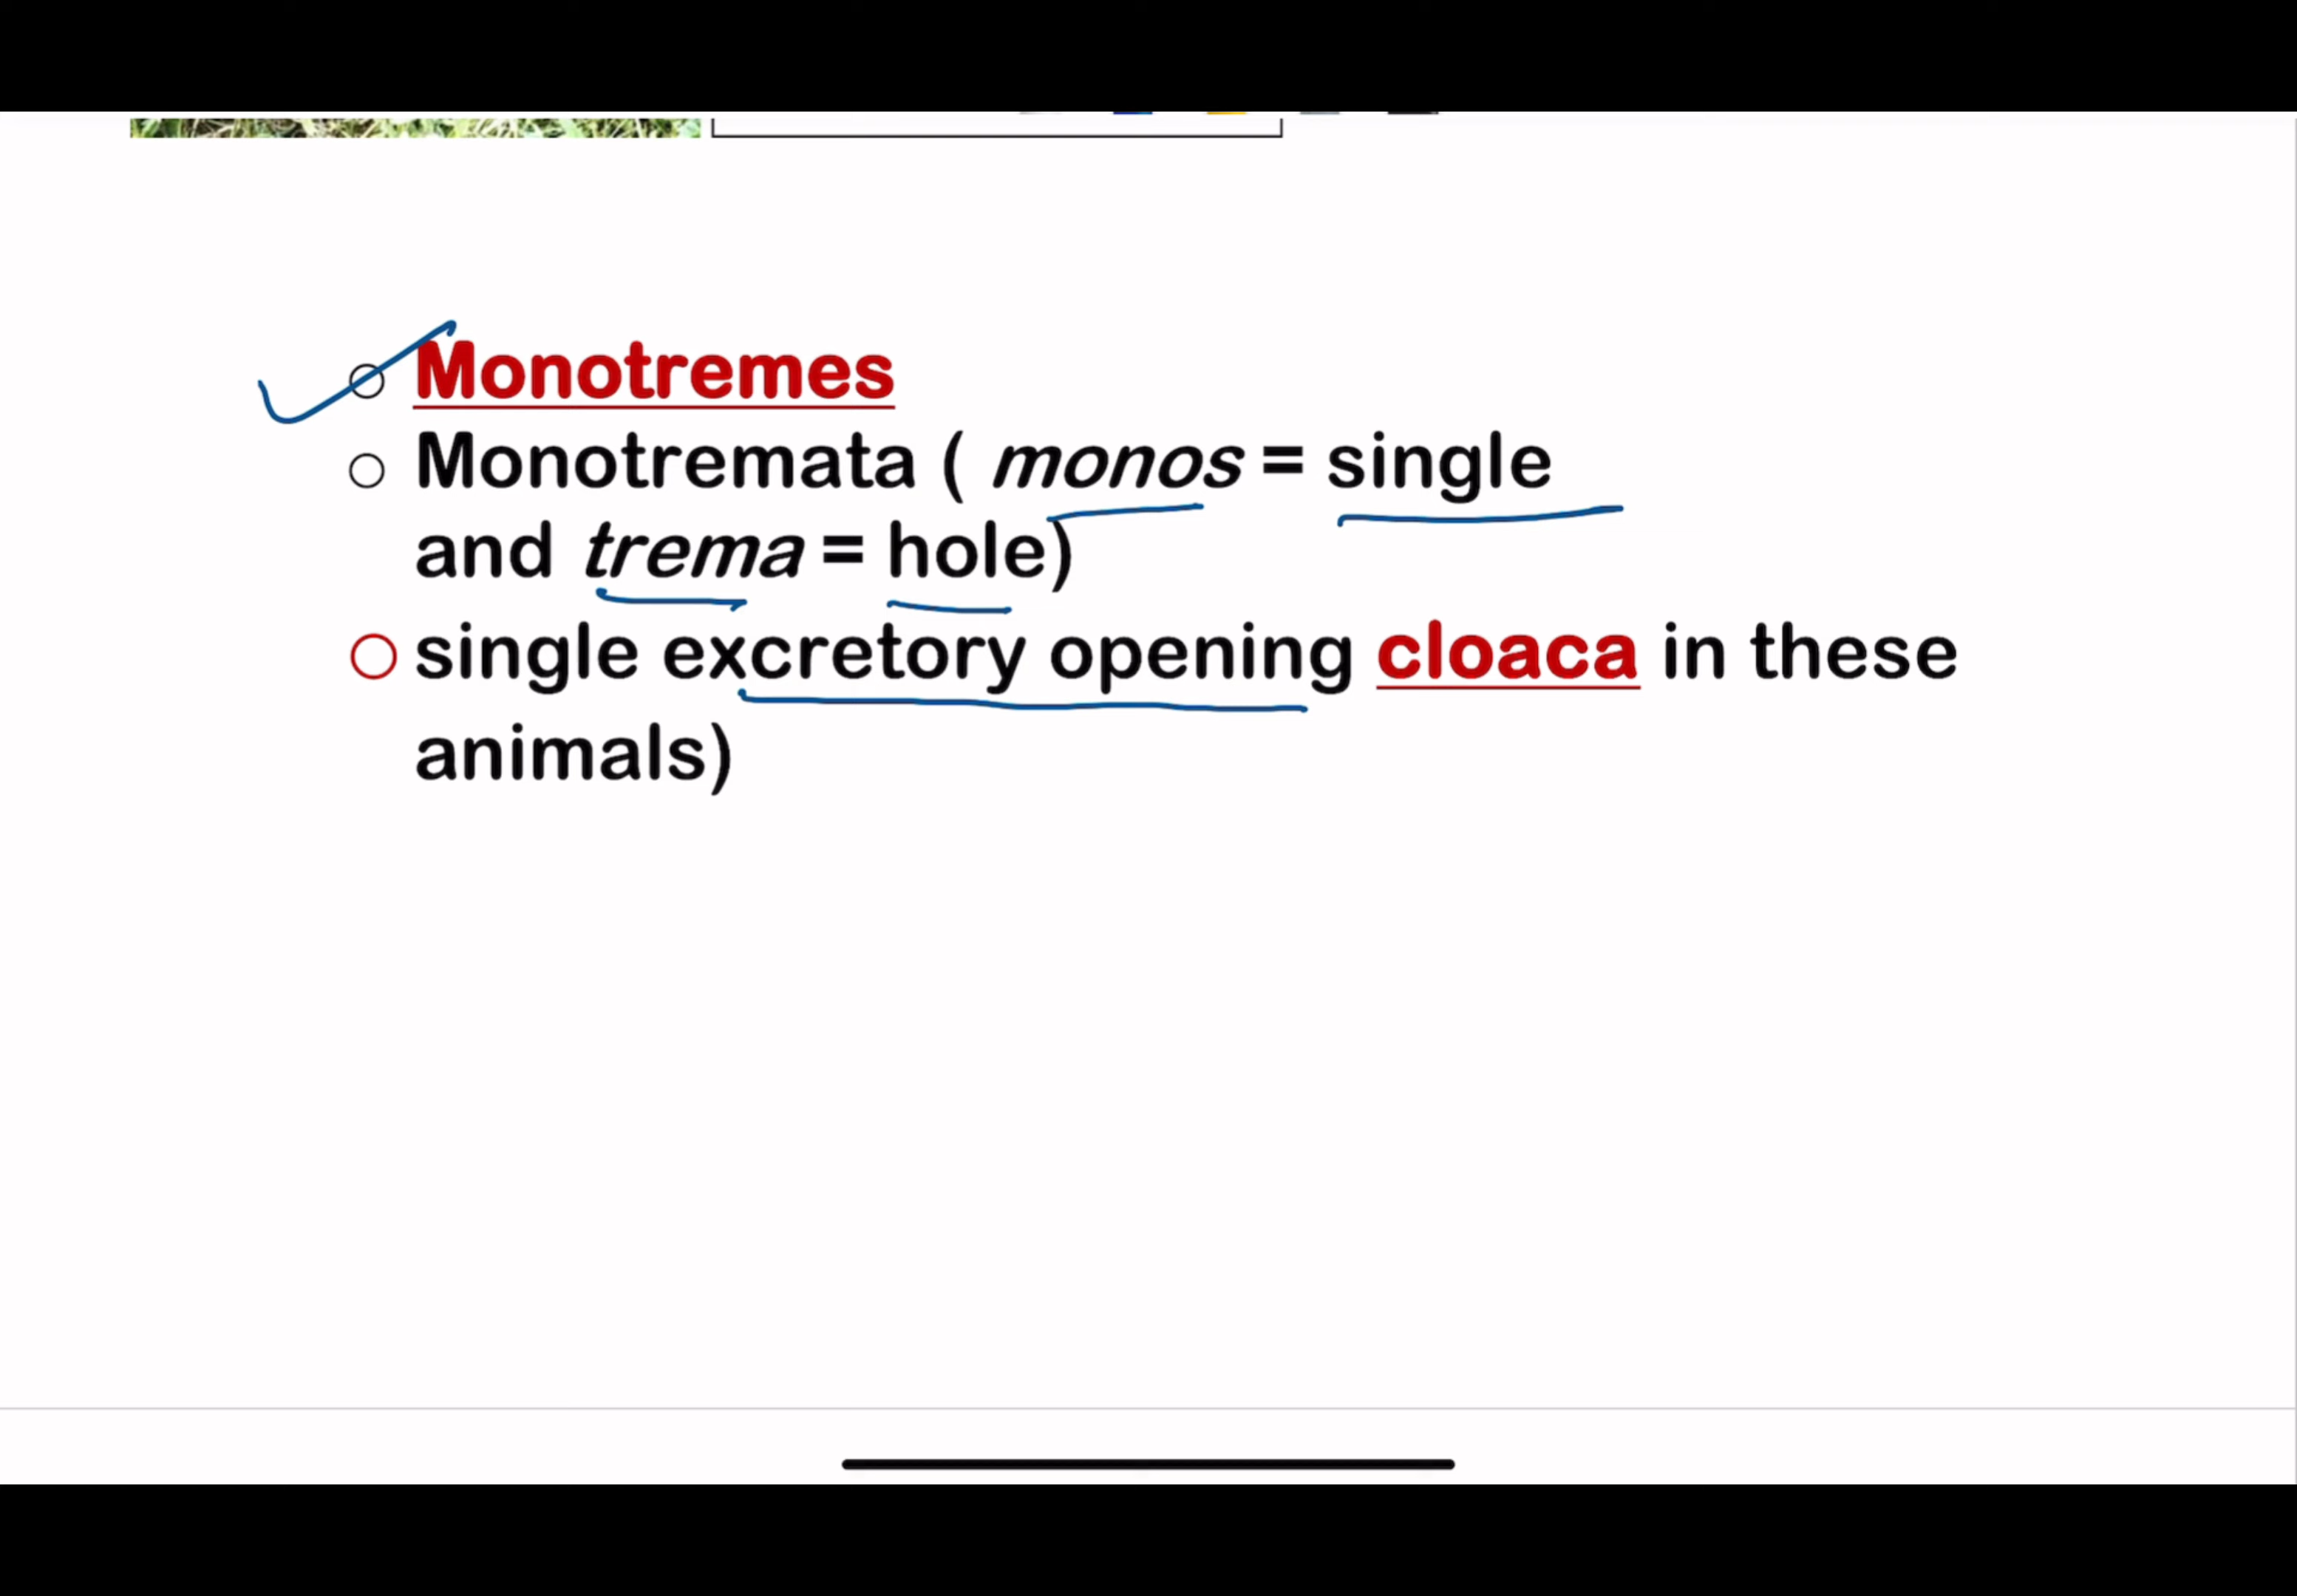 Monotremes
Monotremata ( monos = single
and trema = hole)
single excretory opening cloaca in these
animals)